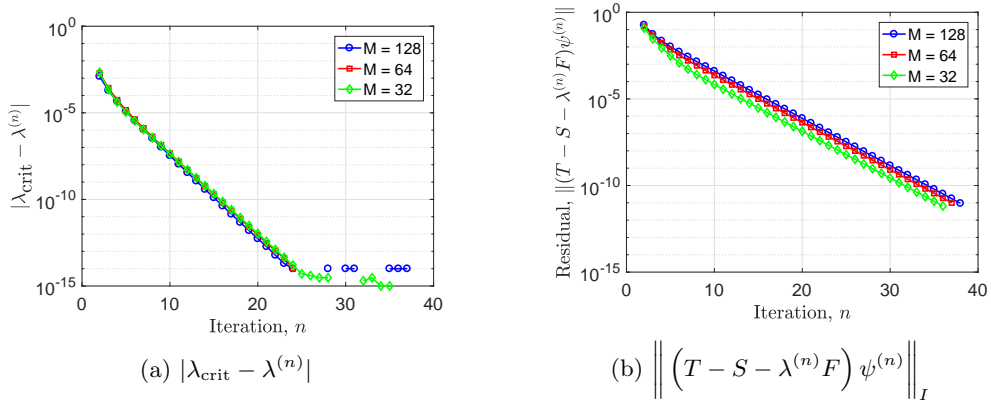 10^0
10^{-5}
10^{-10}
10^{-15}
|λ_crit − λ^(n)|
0 10 20 30 40
Iteration, n
M = 128
M = 64
M = 32
(a) |λ_crit − λ^(n)|
10^0
10^{-5}
10^{-10}
10^{-15}
Residual, ||(T − S − λ^(n)F)ψ^(n)||
0 10 20 30 40
Iteration, n
M = 128
M = 64
M = 32
(b) ‖(T − S − λ^(n)F) ψ^(n)‖_I